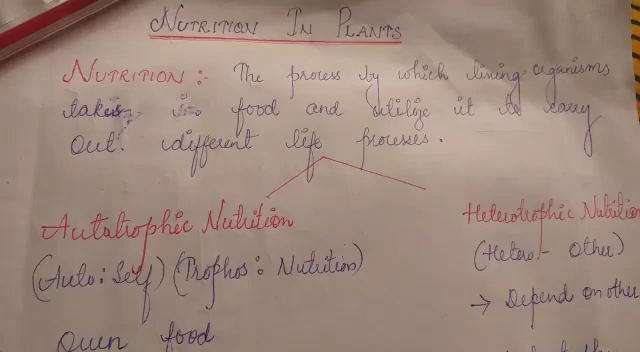 NUTRITION IN PLANTS
NUTRITION :- The process by which living organisms
takes in food and utilize it to carry
out different life processes.
Autotrophic Nutrition
Heterotrophic Nutrition
(Auto : Self) (Trophos : Nutrition)
(Hetero - Other)
→ Depend on other
Own food